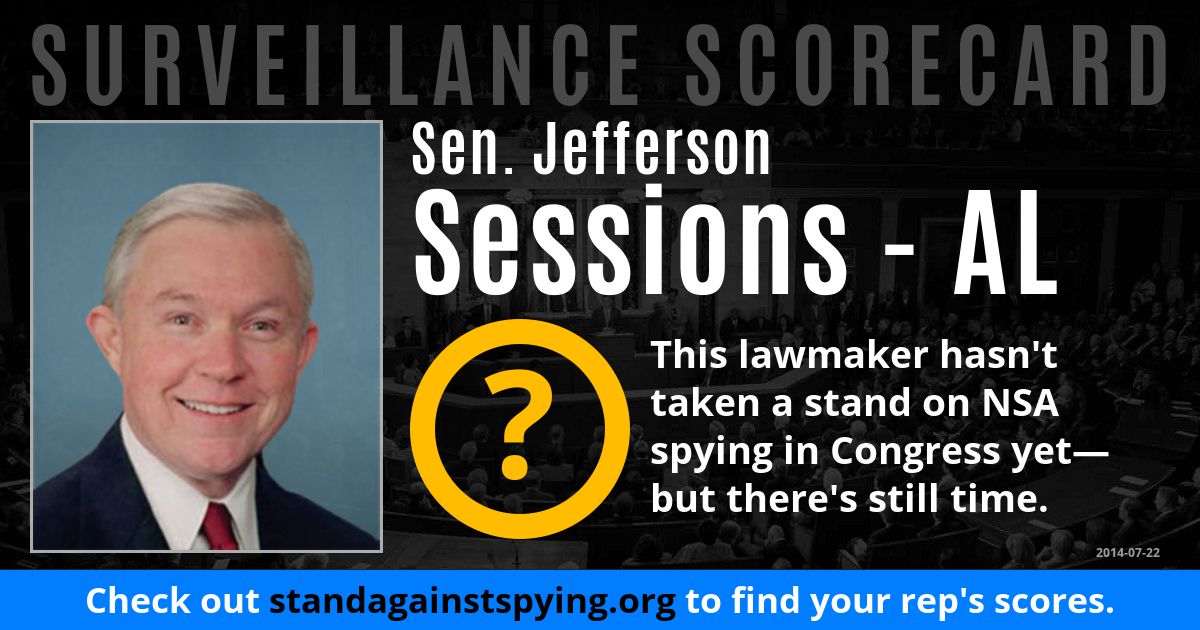 SURVEILLANCE SCORECARD
Sen. Jefferson
Sessions - AL
?
This lawmaker hasn't
taken a stand on NSA
spying in Congress yet—
but there's still time.
2014-07-22
Check out standagainstspying.org to find your rep's scores.